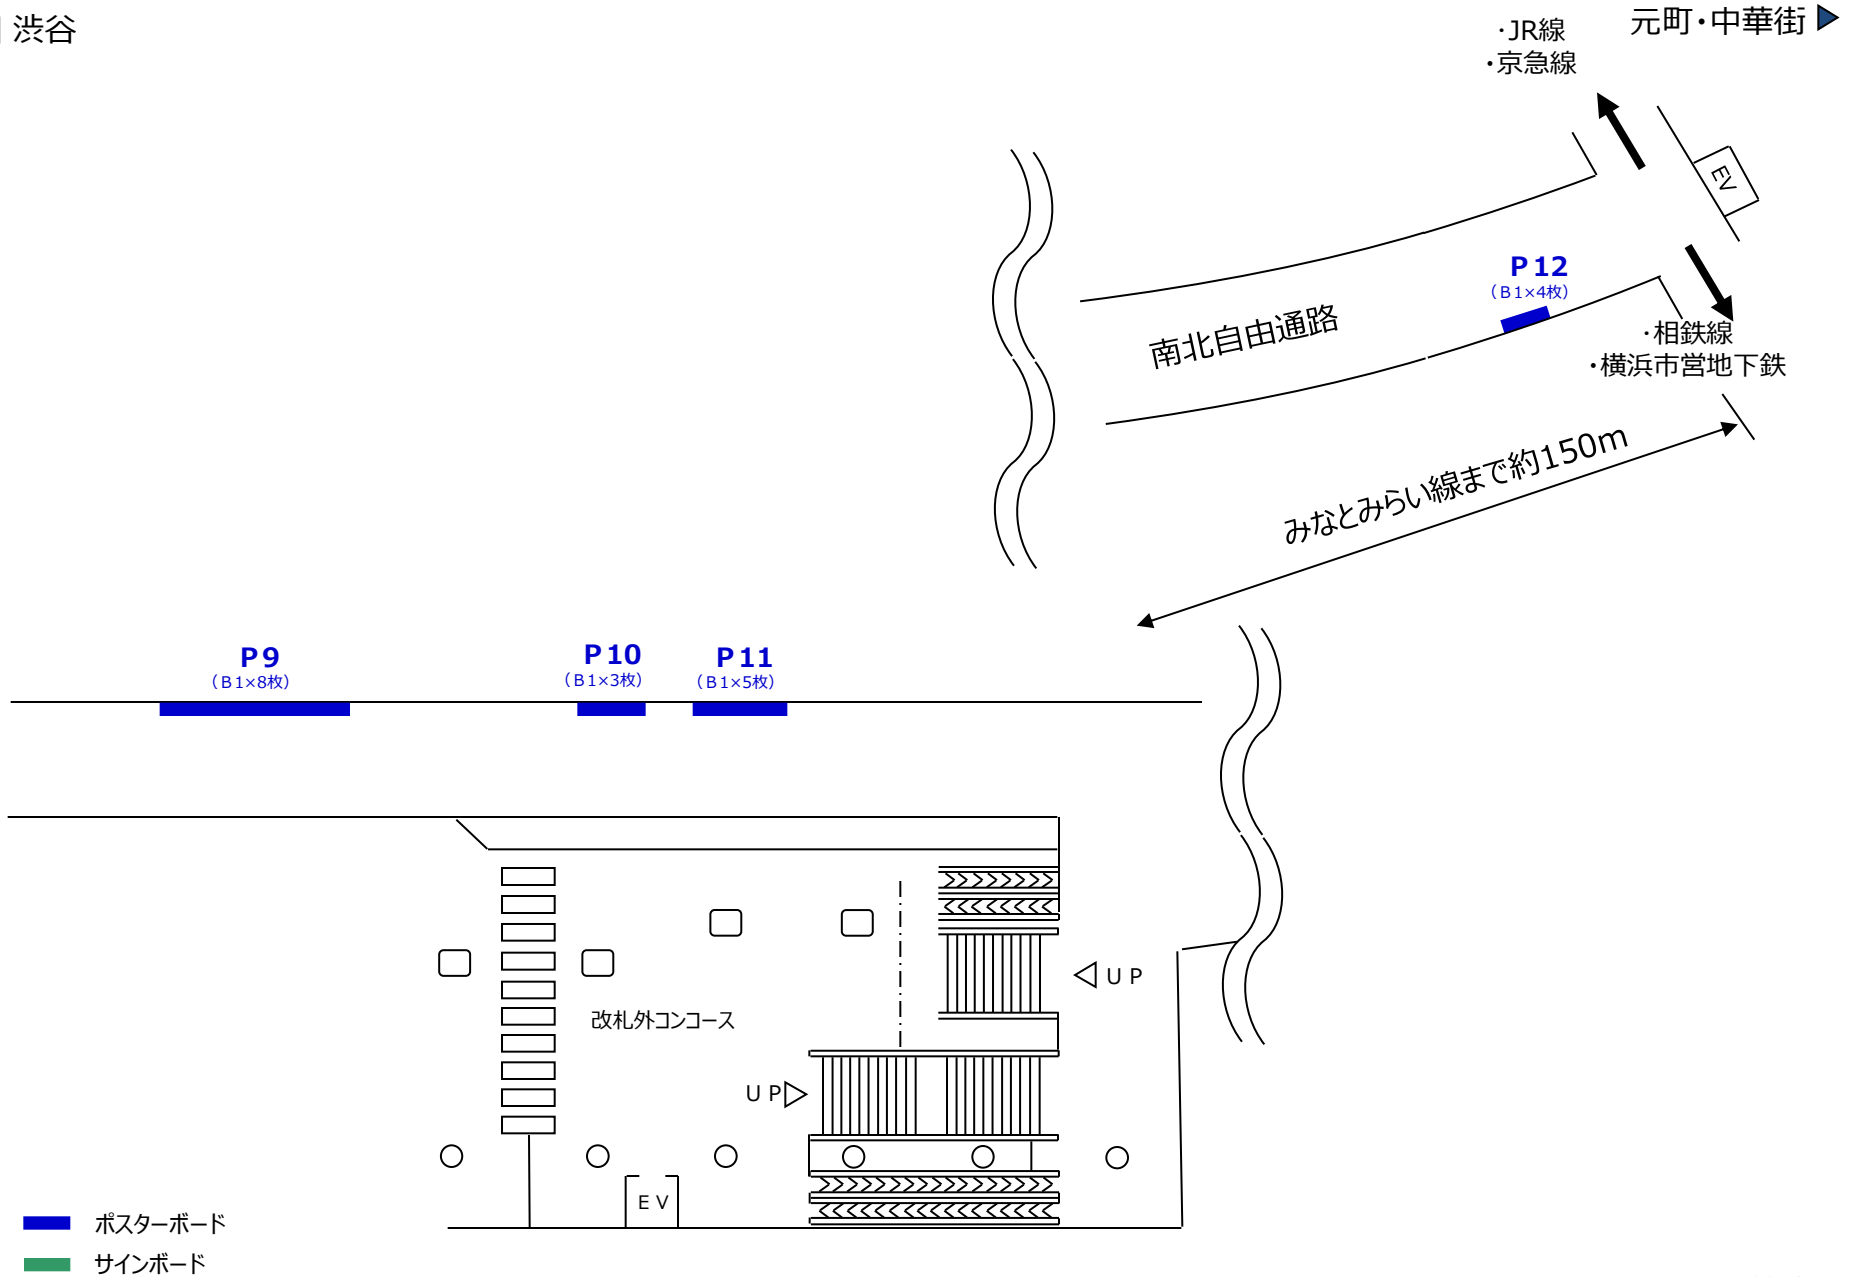 渋谷
元町・中華街
・JR線
・京急線
EV
P12
（B1×4枚）
南北自由通路
・相鉄線
・横浜市営地下鉄
みなとみらい線まで約150m
P9
（B1×8枚）
P10
（B1×3枚）
P11
（B1×5枚）
UP
改札外コンコース
UP
EV
ポスターボード
サインボード